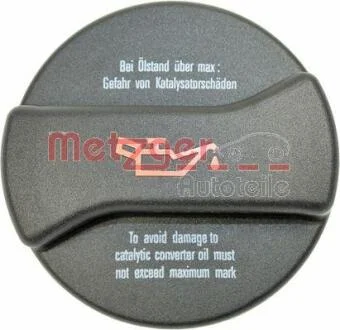 Bei Ölstand über max:
Gefahr von Katalysatorschäden
Metzger
Autoteile
To avoid damage to
catalytic converter oil must
not exceed maximum mark